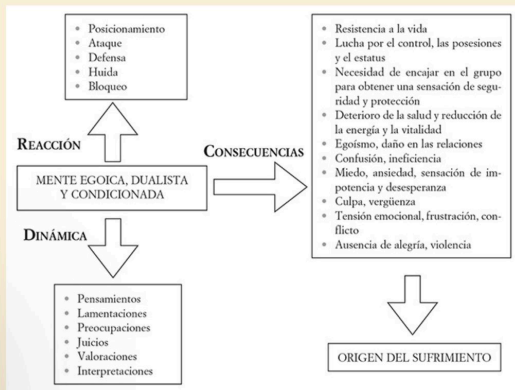 • Posicionamiento
• Ataque
• Defensa
• Huida
• Bloqueo
REACCIÓN
MENTE EGOICA, DUALISTA
Y CONDICIONADA
DINÁMICA
• Pensamientos
• Lamentaciones
• Preocupaciones
• Juicios
• Valoraciones
• Interpretaciones
CONSECUENCIAS
• Resistencia a la vida
• Lucha por el control, las posesiones
y el estatus
• Necesidad de encajar en el grupo
para obtener una sensación de segu-
ridad y protección
• Deterioro de la salud y reducción de
la energía y la vitalidad
• Egoísmo, daño en las relaciones
• Confusión, ineficiencia
• Miedo, ansiedad, sensación de im-
potencia y desesperanza
• Culpa, vergüenza
• Tensión emocional, frustración, con-
flicto
• Ausencia de alegría, violencia
ORIGEN DEL SUFRIMIENTO